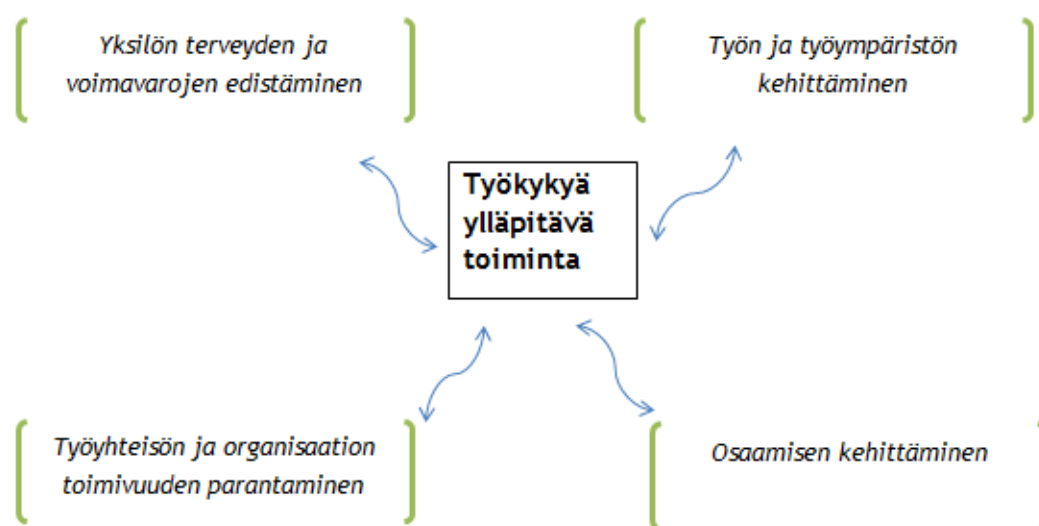 Yksilön terveyden ja
voimavarojen edistäminen
Työn ja työympäristön
kehittäminen
Työkykyä
ylläpitävä
toiminta
Työyhteisön ja organisaation
toimivuuden parantaminen
Osaamisen kehittäminen